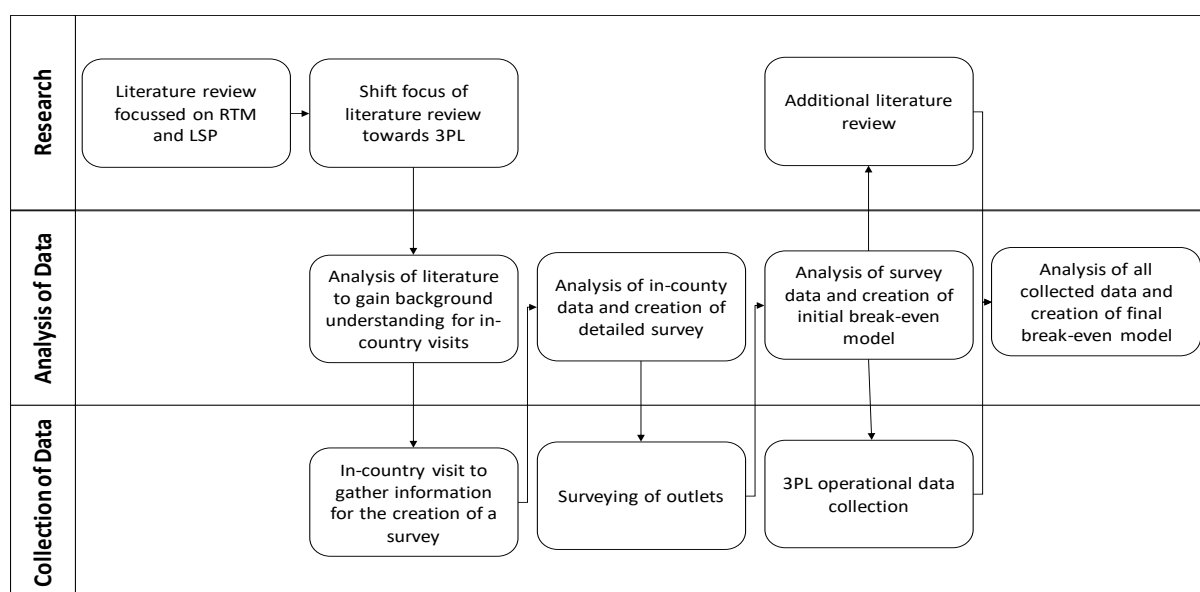 Research
Literature review
focussed on RTM
and LSP
Shift focus of
literature review
towards 3PL
Additional literature
review
Analysis of Data
Analysis of literature
to gain background
understanding for in-
country visits
Analysis of in-county
data and creation of
detailed survey
Analysis of survey
data and creation of
initial break-even
model
Analysis of all
collected data and
creation of final
break-even model
Collection of Data
In-country visit to
gather information
for the creation of a
survey
Surveying of outlets
3PL operational data
collection